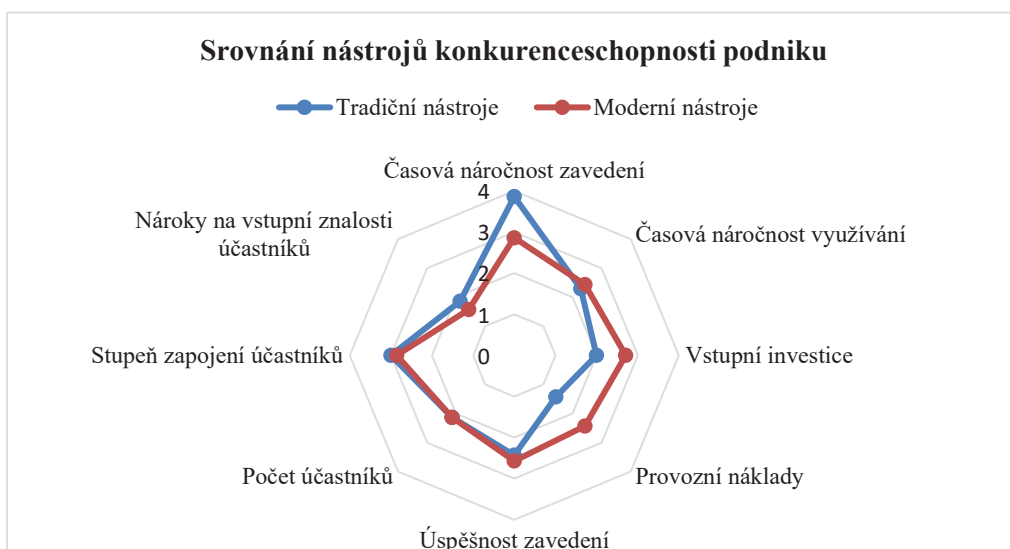 Srovnání nástrojů konkurenceschopnosti podniku
Tradiční nástroje
Moderní nástroje
Časová náročnost zavedení
4
Nároky na vstupní znalosti
účastníků
Časová náročnost využívání
3
2
1
Stupeň zapojení účastníků
0
Vstupní investice
Počet účastníků
Provozní náklady
Úspěšnost zavedení